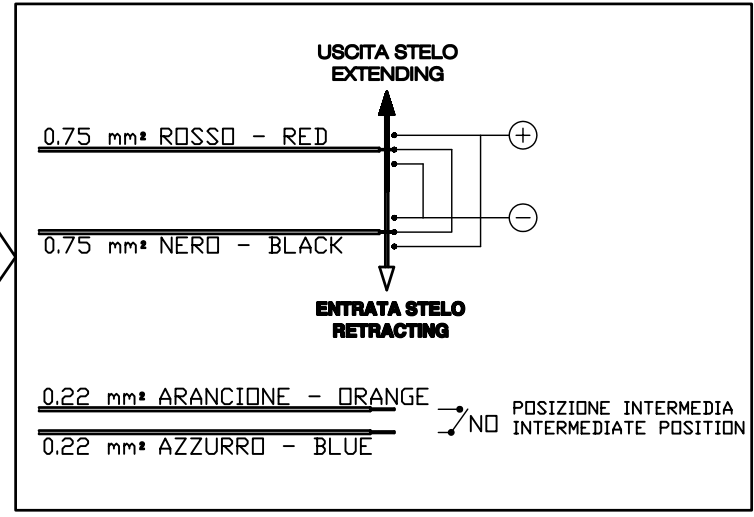 USCITA STELO
EXTENDING
0.75 mm² ROSSO - RED
+
-
0.75 mm² NERO - BLACK
ENTRATA STELO
RETRACTING
0.22 mm² ARANCIONE - ORANGE
NO
POSIZIONE INTERMEDIA
INTERMEDIATE POSITION
0.22 mm² AZZURRO - BLUE